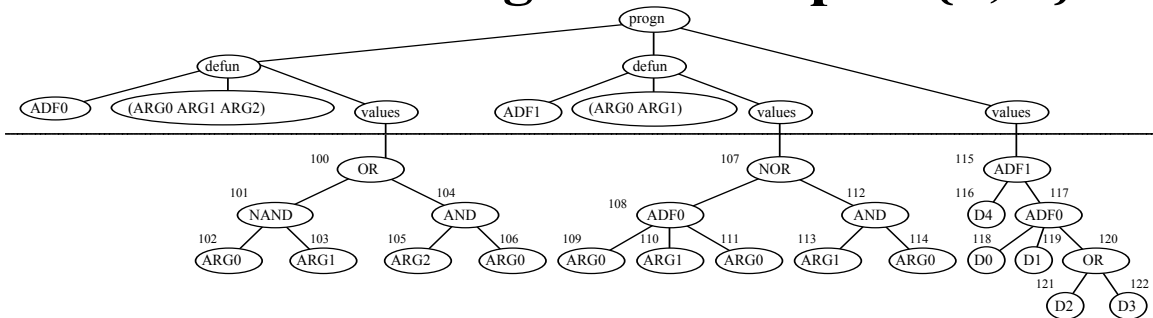 progn
defun defun
ADF0 (ARG0 ARG1 ARG2) values ADF1 (ARG0 ARG1) values values
100 107 115
OR NOR ADF1
101 104 108 112 116 117
NAND AND ADF0 AND D4 ADF0
102 103 105 106 109 110 111 113 114 118 119 120
ARG0 ARG1 ARG2 ARG0 ARG0 ARG1 ARG0 ARG1 ARG0 D0 D1 OR
121 122
D2 D3